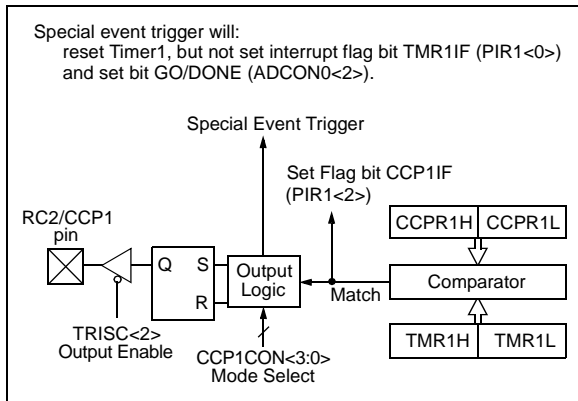 Special event trigger will:
reset Timer1, but not set interrupt flag bit TMR1IF (PIR1<0>)
and set bit GO/DONE (ADCON0<2>).
Special Event Trigger
Set Flag bit CCP1IF
(PIR1<2>)
RC2/CCP1
pin
CCPR1H CCPR1L
Q S
R
Output
Logic
Match
Comparator
TRISC<2>
Output Enable
CCP1CON<3:0>
Mode Select
TMR1H TMR1L